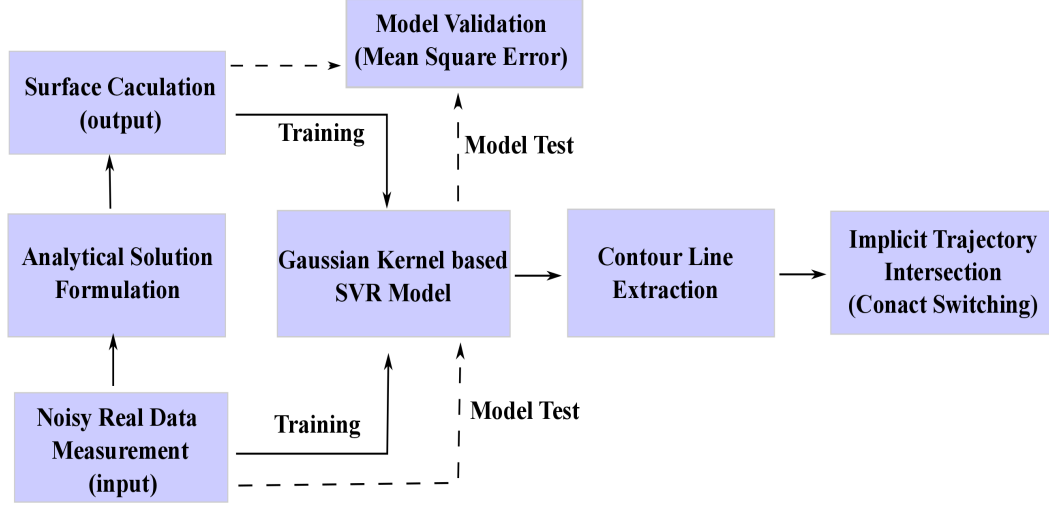 Model Validation
(Mean Square Error)
Surface Caculation
(output)
Training
Model Test
Analytical Solution
Formulation
Gaussian Kernel based
SVR Model
Contour Line
Extraction
Implicit Trajectory
Intersection
(Conact Switching)
Noisy Real Data
Measurement
(input)
Training
Model Test